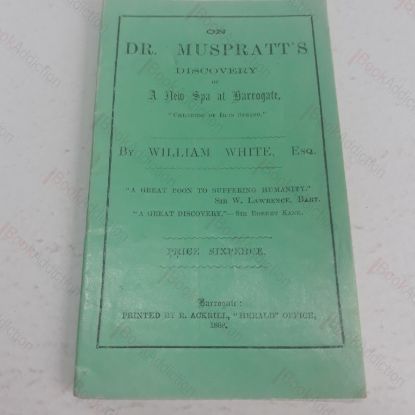 ON
DR. MUSPRATT'S
DISCOVERY
OF
A New Spa at Harrogate,
"CHLORIDE OF IRON SPRING."
BY WILLIAM WHITE, ESQ.
"A GREAT BOON TO SUFFERING HUMANITY."
SIR W. LAWRENCE, BART.
"A GREAT DISCOVERY."—SIR ROBERT KANE.
PRICE SIXPENCE.
Harrogate:
PRINTED BY R. ACKRILL, "HERALD" OFFICE,
BookAddiction